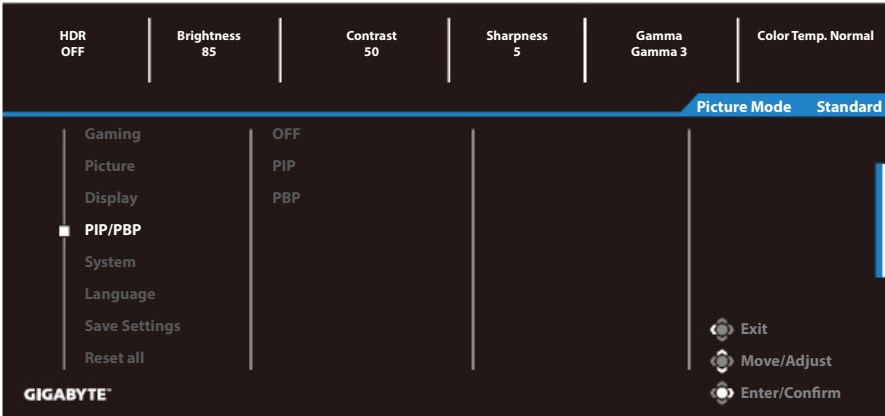 HDR Brightness Contrast Sharpness Gamma Color Temp. Normal
OFF 85 50 5 Gamma 3
Picture Mode Standard
Gaming OFF
Picture PIP
Display PBP
PIP/PBP
System
Language
Save Settings
Exit
Reset all
Move/Adjust
GIGABYTE™
Enter/Confirm